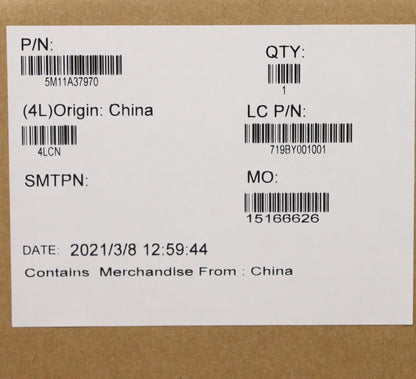 P/N:
5M11A37970
QTY:
1
(4L)Origin: China
4LCN
LC P/N:
719BY001001
SMTPN:
MO:
15166626
DATE: 2021/3/8 12:59:44
Contains Merchandise From : China